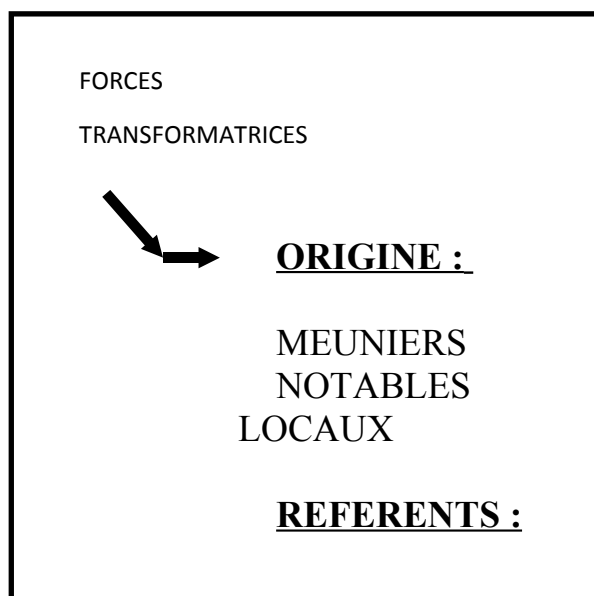 FORCES
TRANSFORMATRICES
ORIGINE :
MEUNIERS
NOTABLES
LOCAUX
REFERENTS :